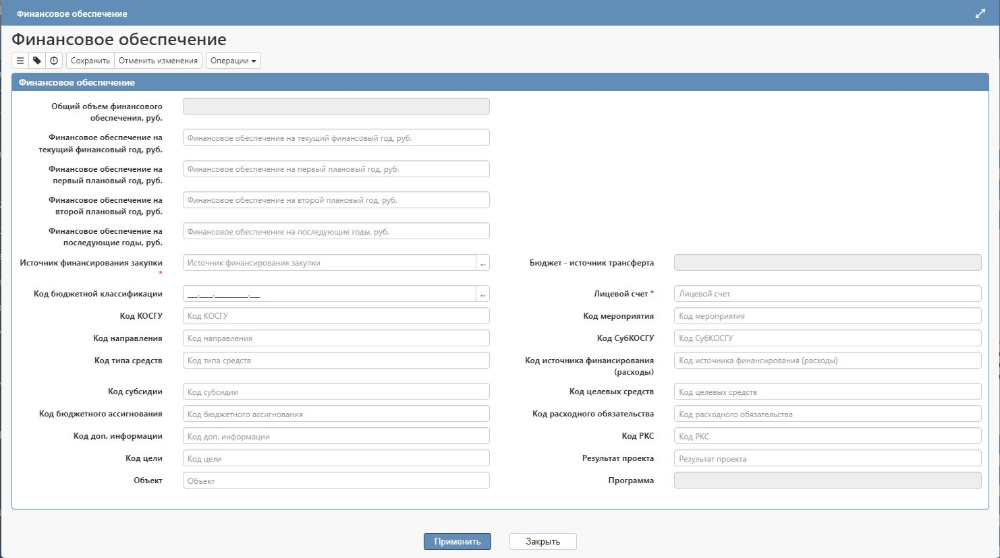 Финансовое обеспечение
Финансовое обеспечение
Сохранить Отменить изменения Операции
Финансовое обеспечение
Общий объем финансового
обеспечения, руб.
Финансовое обеспечение на
текущий финансовый год, руб.
Финансовое обеспечение на текущий финансовый год, руб.
Финансовое обеспечение на
первый плановый год, руб.
Финансовое обеспечение на первый плановый год, руб.
Финансовое обеспечение на
второй плановый год, руб.
Финансовое обеспечение на второй плановый год, руб.
Финансовое обеспечение на
последующие годы, руб.
Финансовое обеспечение на последующие годы, руб.
Источник финансирования закупки
*
Источник финансирования закупки ...
Бюджет - источник трансферта
Код бюджетной классификации ___.____.__________.___ ...
Лицевой счет * Лицевой счет
Код КОСГУ Код КОСГУ
Код мероприятия Код мероприятия
Код направления Код направления
Код СубКОСГУ Код СубКОСГУ
Код типа средств Код типа средств
Код источника финансирования
(расходы)
Код источника финансирования (расходы)
Код субсидии Код субсидии
Код целевых средств Код целевых средств
Код бюджетного ассигнования Код бюджетного ассигнования
Код расходного обязательства Код расходного обязательства
Код доп. информации Код доп. информации
Код РКС Код РКС
Код цели Код цели
Результат проекта Результат проекта
Объект Объект
Программа
Применить Закрыть